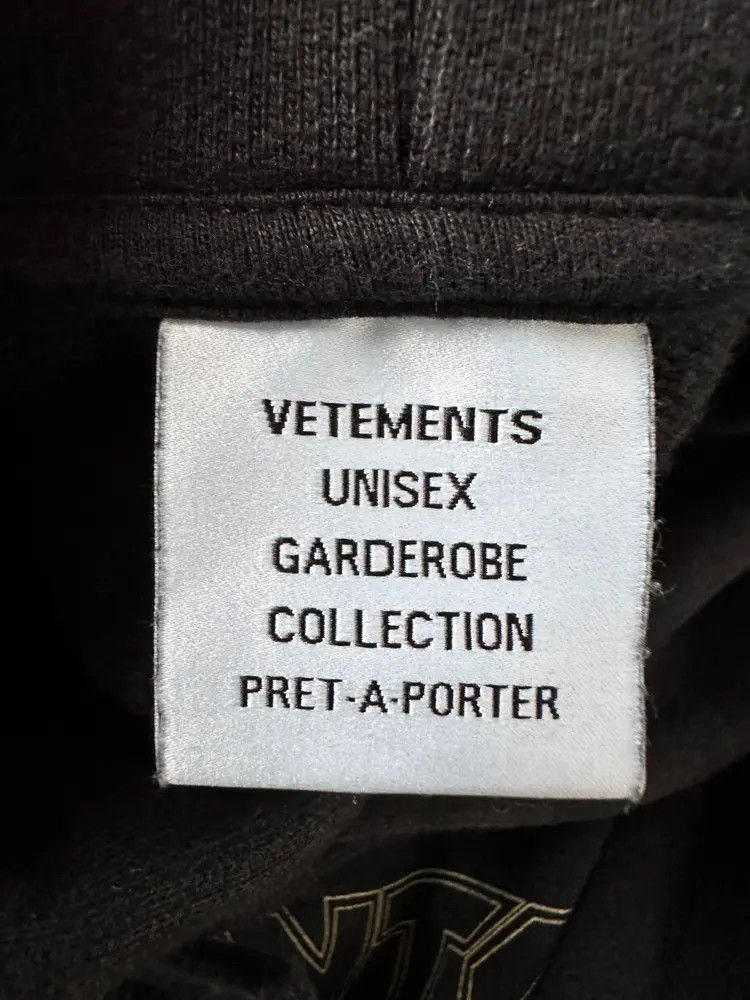 VETEMENTS
UNISEX
GARDEROBE
COLLECTION
PRET-A-PORTER